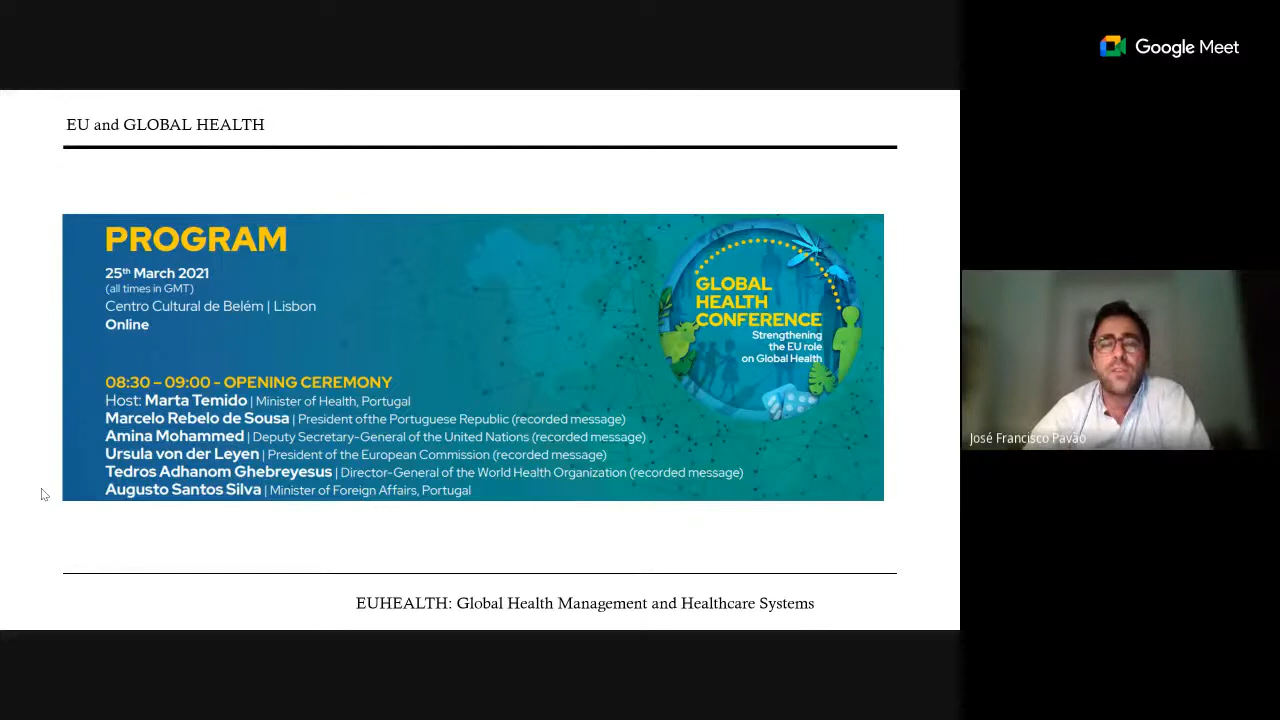 Google Meet
EU and GLOBAL HEALTH
PROGRAM
25th March 2021
(all times in GMT)
Centro Cultural de Belém | Lisbon
Online
GLOBAL
HEALTH
CONFERENCE
Strengthening
the EU role
on Global Health
08:30 – 09:00 - OPENING CEREMONY
Host: Marta Temido | Minister of Health, Portugal
Marcelo Rebelo de Sousa | President ofthe Portuguese Republic (recorded message)
Amina Mohammed | Deputy Secretary-General of the United Nations (recorded message)
Ursula von der Leyen | President of the European Commission (recorded message)
Tedros Adhanom Ghebreyesus | Director-General of the World Health Organization (recorded message)
Augusto Santos Silva | Minister of Foreign Affairs, Portugal
José Francisco Pavão
EUHEALTH: Global Health Management and Healthcare Systems